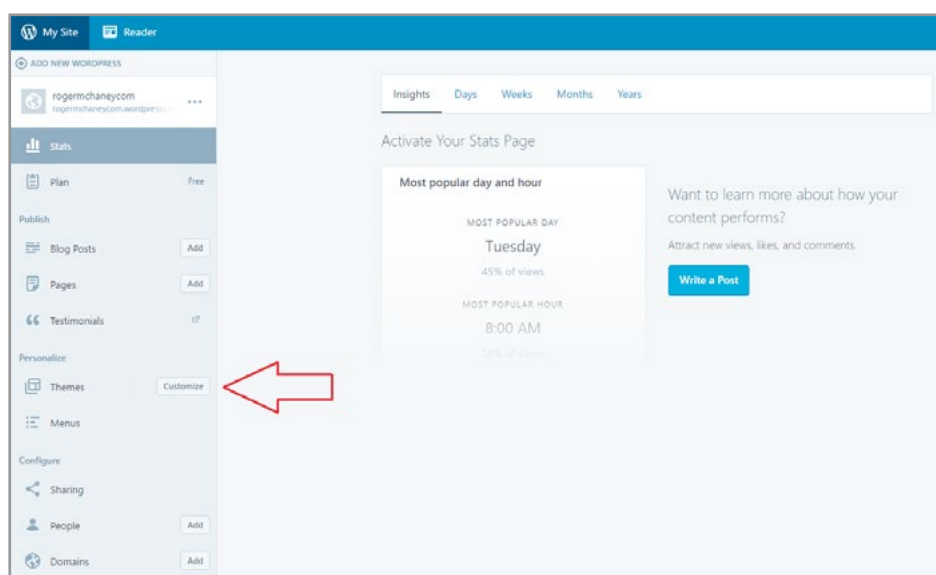 My Site Reader
ADD NEW WORDPRESS
rogermchaneycom
Stats
Plan Free
Publish
Blog Posts Add
Pages Add
Testimonials
Personalize
Themes Customize
Menus
Configure
Sharing
People Add
Domains Add
Insights Days Weeks Months Years
Activate Your Stats Page
Most popular day and hour
MOST POPULAR DAY
Tuesday
45% of views
MOST POPULAR HOUR
8:00 AM
Want to learn more about how your
content performs?
Attract new views, likes, and comments.
Write a Post